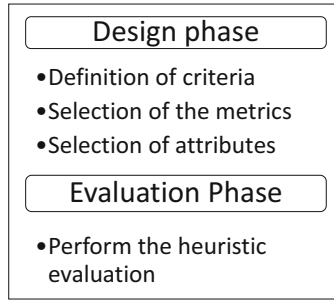 Design phase
•Definition of criteria
•Selection of the metrics
•Selection of attributes
Evaluation Phase
•Perform the heuristic
evaluation